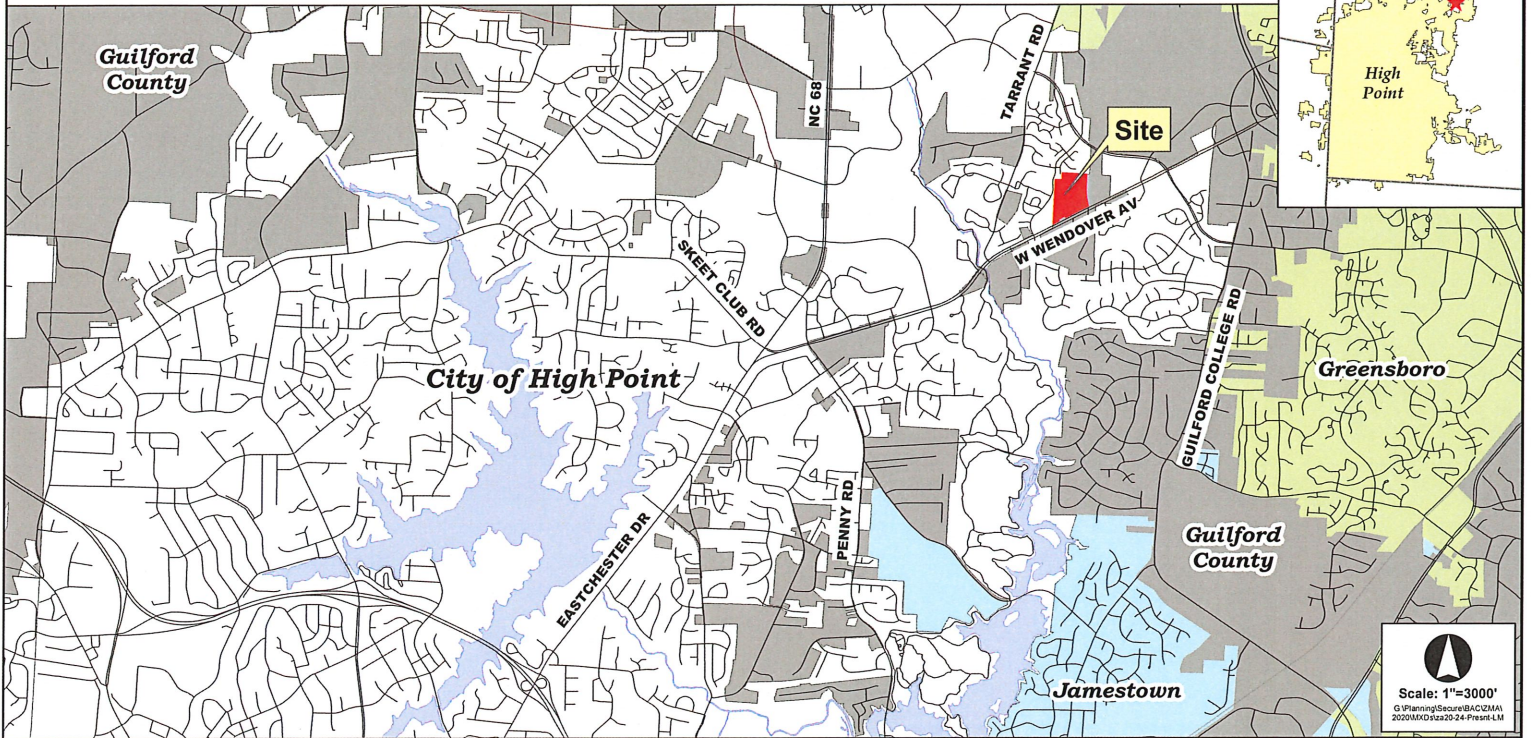 Guilford
County
NC 68
TARRANT RD
High
Point
Site
W WENDOVER AV
SKEET CLUB RD
City of High Point
GUILFORD COLLEGE RD
Greensboro
PENNY RD
EASTCHESTER DR
Guilford
County
Jamestown
Scale: 1"=3000'
G:\Planning\Secure\BAC\ZMA\
2020\MXDs\za20-24-Presnt-LM